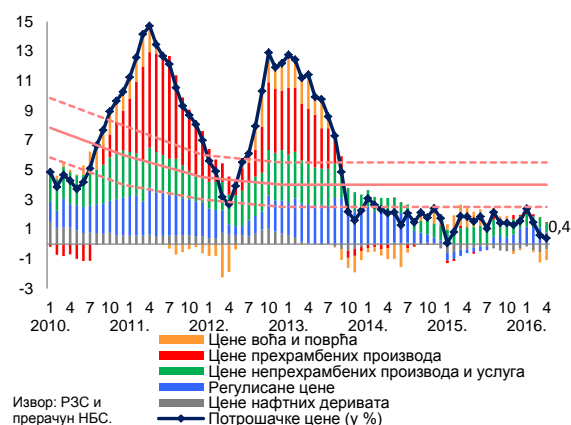 15
13
11
9
7
5
3
1
-1
-3
0,4
1 4 7 10 1 4 7 10 1 4 7 10 1 4 7 10 1 4 7 10 1 4 7 10 1 4
2010. 2011. 2012. 2013. 2014. 2015. 2016.
Цене воћа и поврћа
Цене прехрамбених производа
Цене непрехрамбених производа и услуга
Регулисане цене
Цене нафтних деривата
Потрошачке цене (у %)
Извор: РЗС и
прерачун НБС.